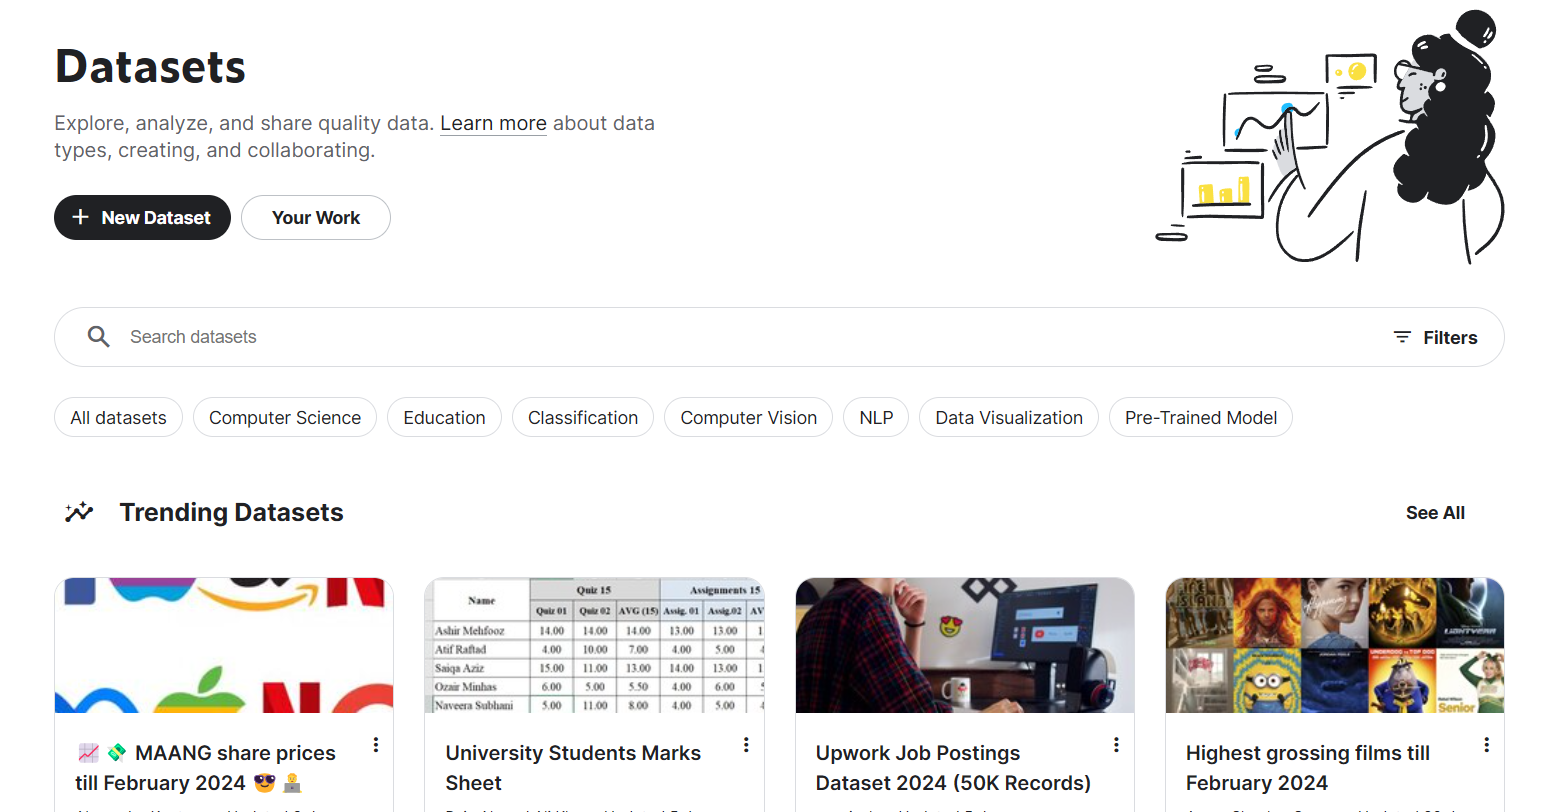 Datasets
Explore, analyze, and share quality data. Learn more about data
types, creating, and collaborating.
+ New Dataset
Your Work
Search datasets
Filters
All datasets
Computer Science
Education
Classification
Computer Vision
NLP
Data Visualization
Pre-Trained Model
Trending Datasets
See All
Name
Quiz 15
Assignments 15
Quiz 01 Quiz 02 AVG (15) Assig. 01 Assig.02 AV
Ashir Mehfooz 14.00 14.00 14.00 13.00 13.00 1
Atif Raftad 4.00 10.00 7.00 4.00 5.00
Saiqa Aziz 15.00 11.00 13.00 14.00 13.00 1
Ozair Minhas 6.00 5.00 5.50 4.00 6.00
Naveera Subhani 5.00 11.00 8.00 4.00 5.00
LIGHTYEAR
Senior
📈 💸 MAANG share prices
till February 2024 😎 🧑‍💻
University Students Marks
Sheet
Upwork Job Postings
Dataset 2024 (50K Records)
Highest grossing films till
February 2024